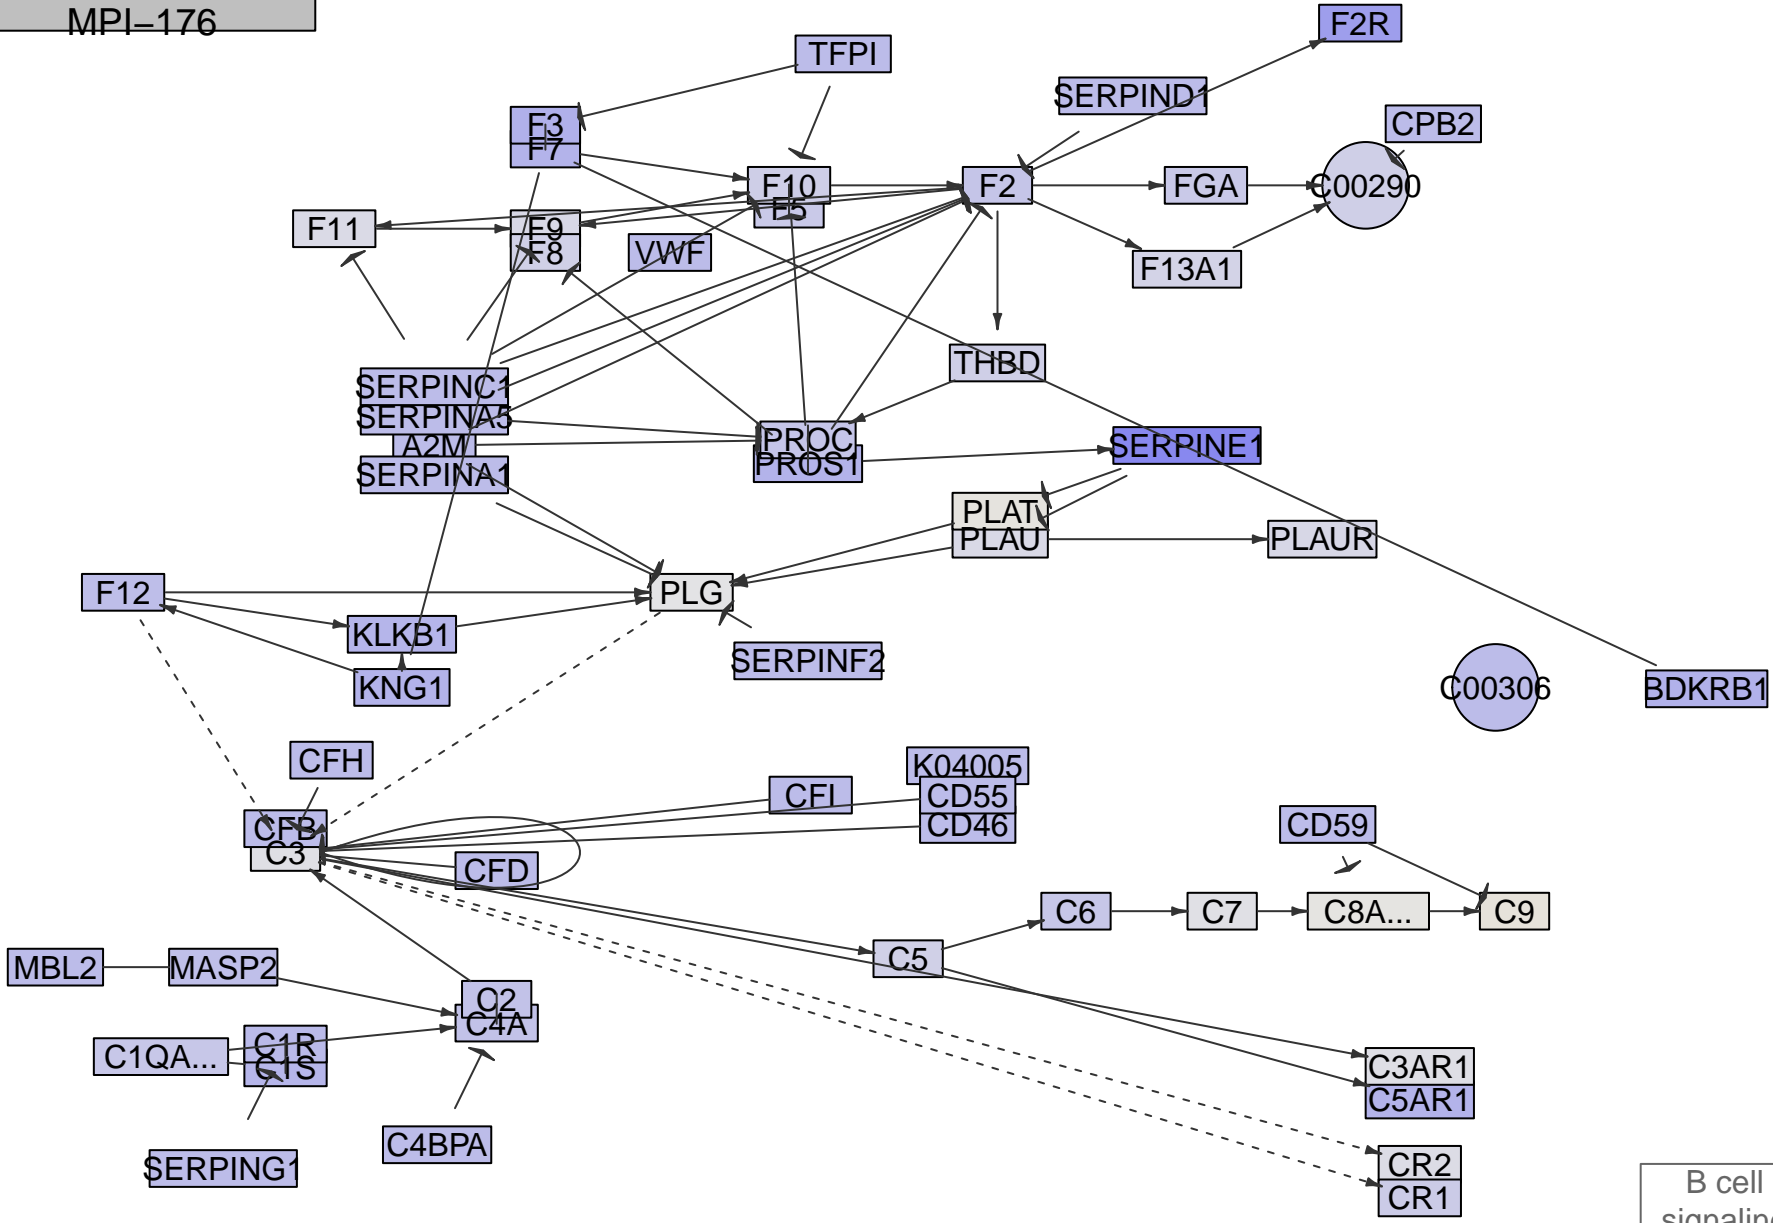 MPI–176
F2R
TFPI
SERPIND1
CPB2
F3
F7
F10
F5
F2
FGA
C00290
F11
F9
F8
VWF
F13A1
THBD
SERPINC1
SERPINA5
A2M
SERPINA1
PROC
PROS1
SERPINE1
PLAT
PLAU
PLAUR
F12
PLG
KLKB1
SERPINF2
KNG1
C00306
BDKRB1
CFH
K04005
CFI
CD55
CD46
CFB
C3
CFD
CD59
C6
C7
C8A...
C9
C5
MBL2
MASP2
C2
C4A
C1QA...
C1R
C1S
C3AR1
C5AR1
C4BPA
SERPING1
CR2
CR1
B cell
signaling